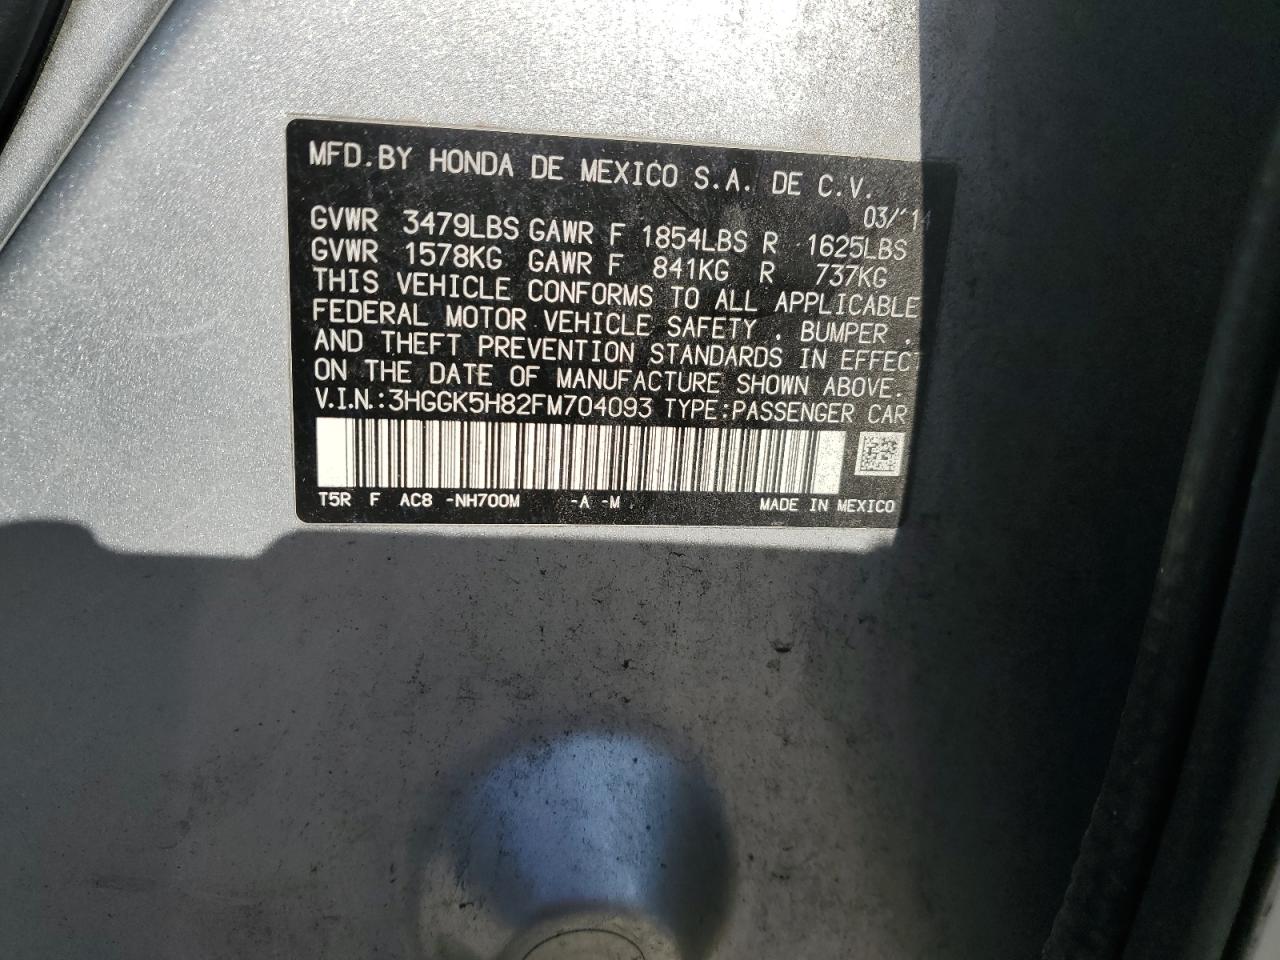 MFD.BY HONDA DE MEXICO S.A. DE C.V.
03/'14
GVWR 3479LBS GAWR F 1854LBS R 1625LBS
GVWR 1578KG GAWR F 841KG R 737KG
THIS VEHICLE CONFORMS TO ALL APPLICABLE
FEDERAL MOTOR VEHICLE SAFETY , BUMPER ,
AND THEFT PREVENTION STANDARDS IN EFFECT
ON THE DATE OF MANUFACTURE SHOWN ABOVE.
V.I.N.:3HGGK5H82FM704093 TYPE:PASSENGER CAR
T5R F AC8 -NH700M -A -M MADE IN MEXICO